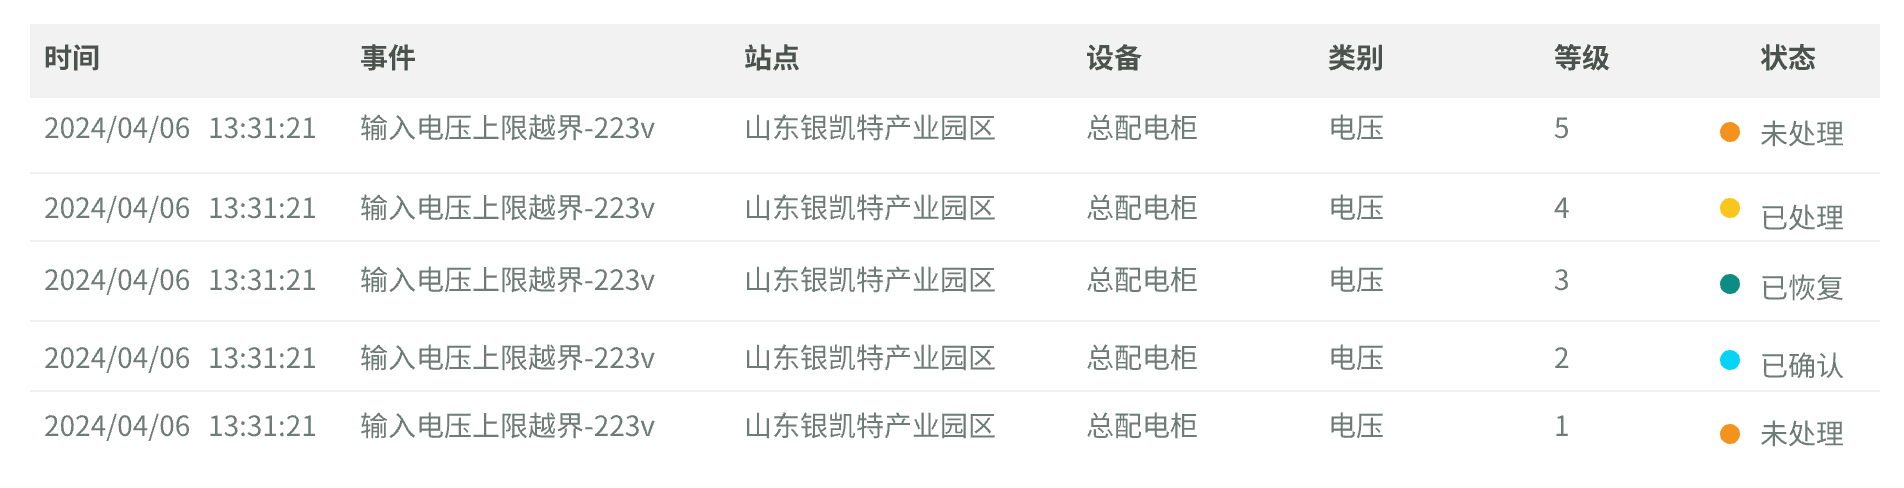 时间 事件 站点 设备 类别 等级 状态
2024/04/06 13:31:21 输入电压上限越界-223v 山东银凯特产业园区 总配电柜 电压 5 未处理
2024/04/06 13:31:21 输入电压上限越界-223v 山东银凯特产业园区 总配电柜 电压 4 已处理
2024/04/06 13:31:21 输入电压上限越界-223v 山东银凯特产业园区 总配电柜 电压 3 已恢复
2024/04/06 13:31:21 输入电压上限越界-223v 山东银凯特产业园区 总配电柜 电压 2 已确认
2024/04/06 13:31:21 输入电压上限越界-223v 山东银凯特产业园区 总配电柜 电压 1 未处理